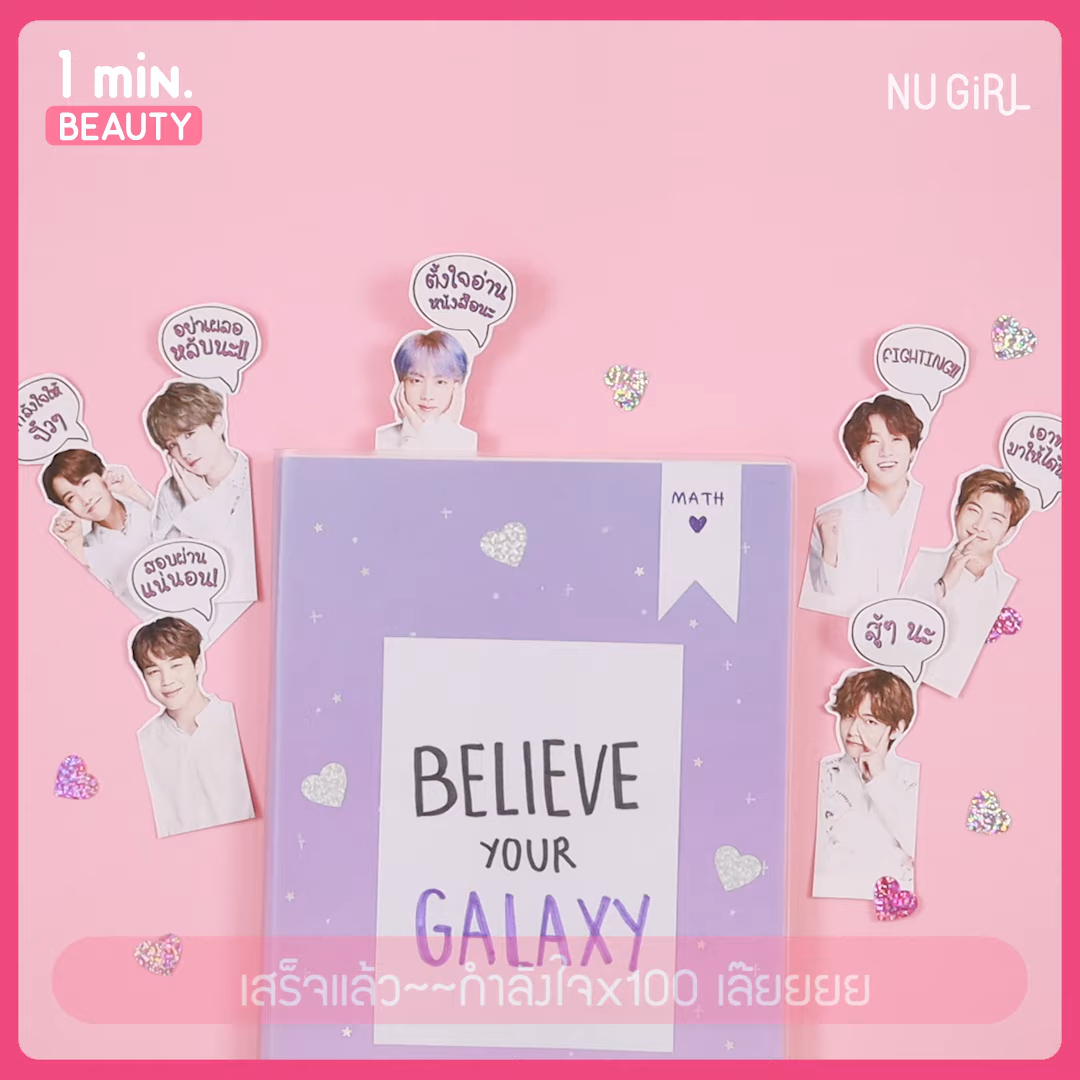 1 miN.
BEAUTY
NU GiRL
ตั้งใจอ่าน
หนังสือนะ
อย่าเผลอ
หลับนะ!!
FIGHTING!!
ปิ๊วๆ
สอบผ่าน
แน่นอน!
สู้ๆ นะ
MATH
BELIEVE
YOUR
GALAXY
เสร็จแล้ว~~กำลังใจx100 เล๊ยยยย